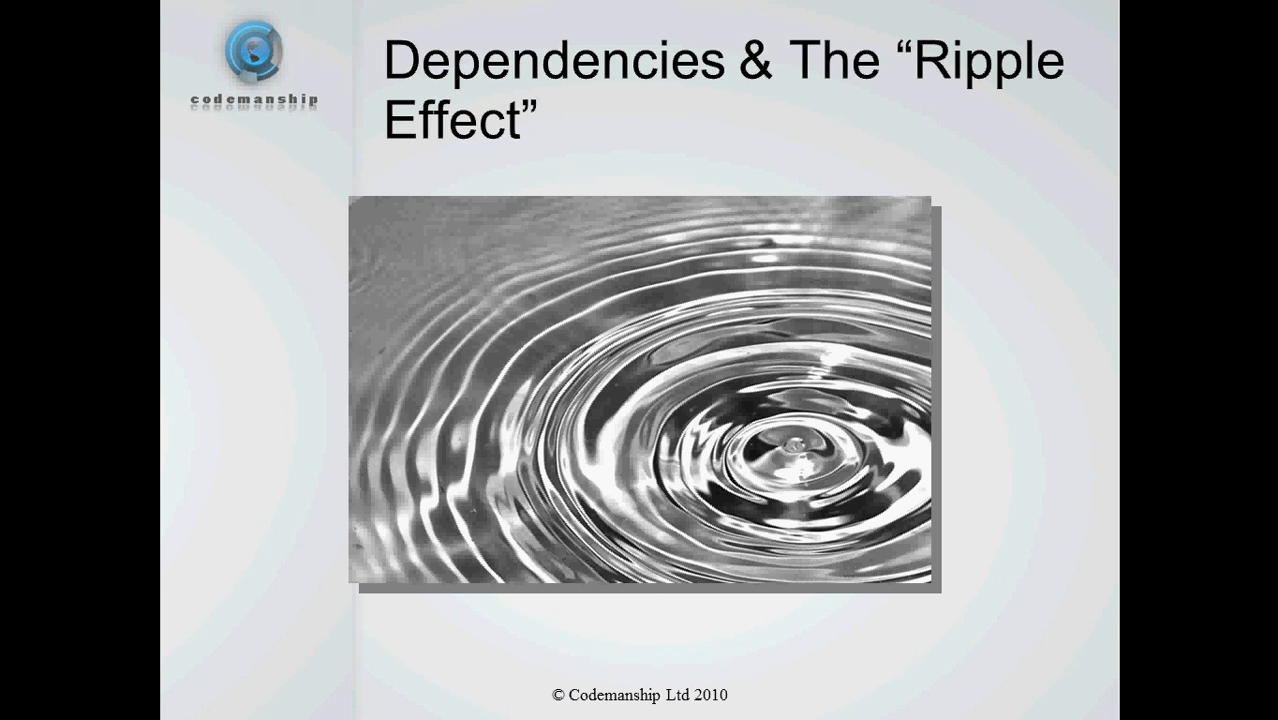 codemanship
Dependencies & The “Ripple
Effect”
© Codemanship Ltd 2010